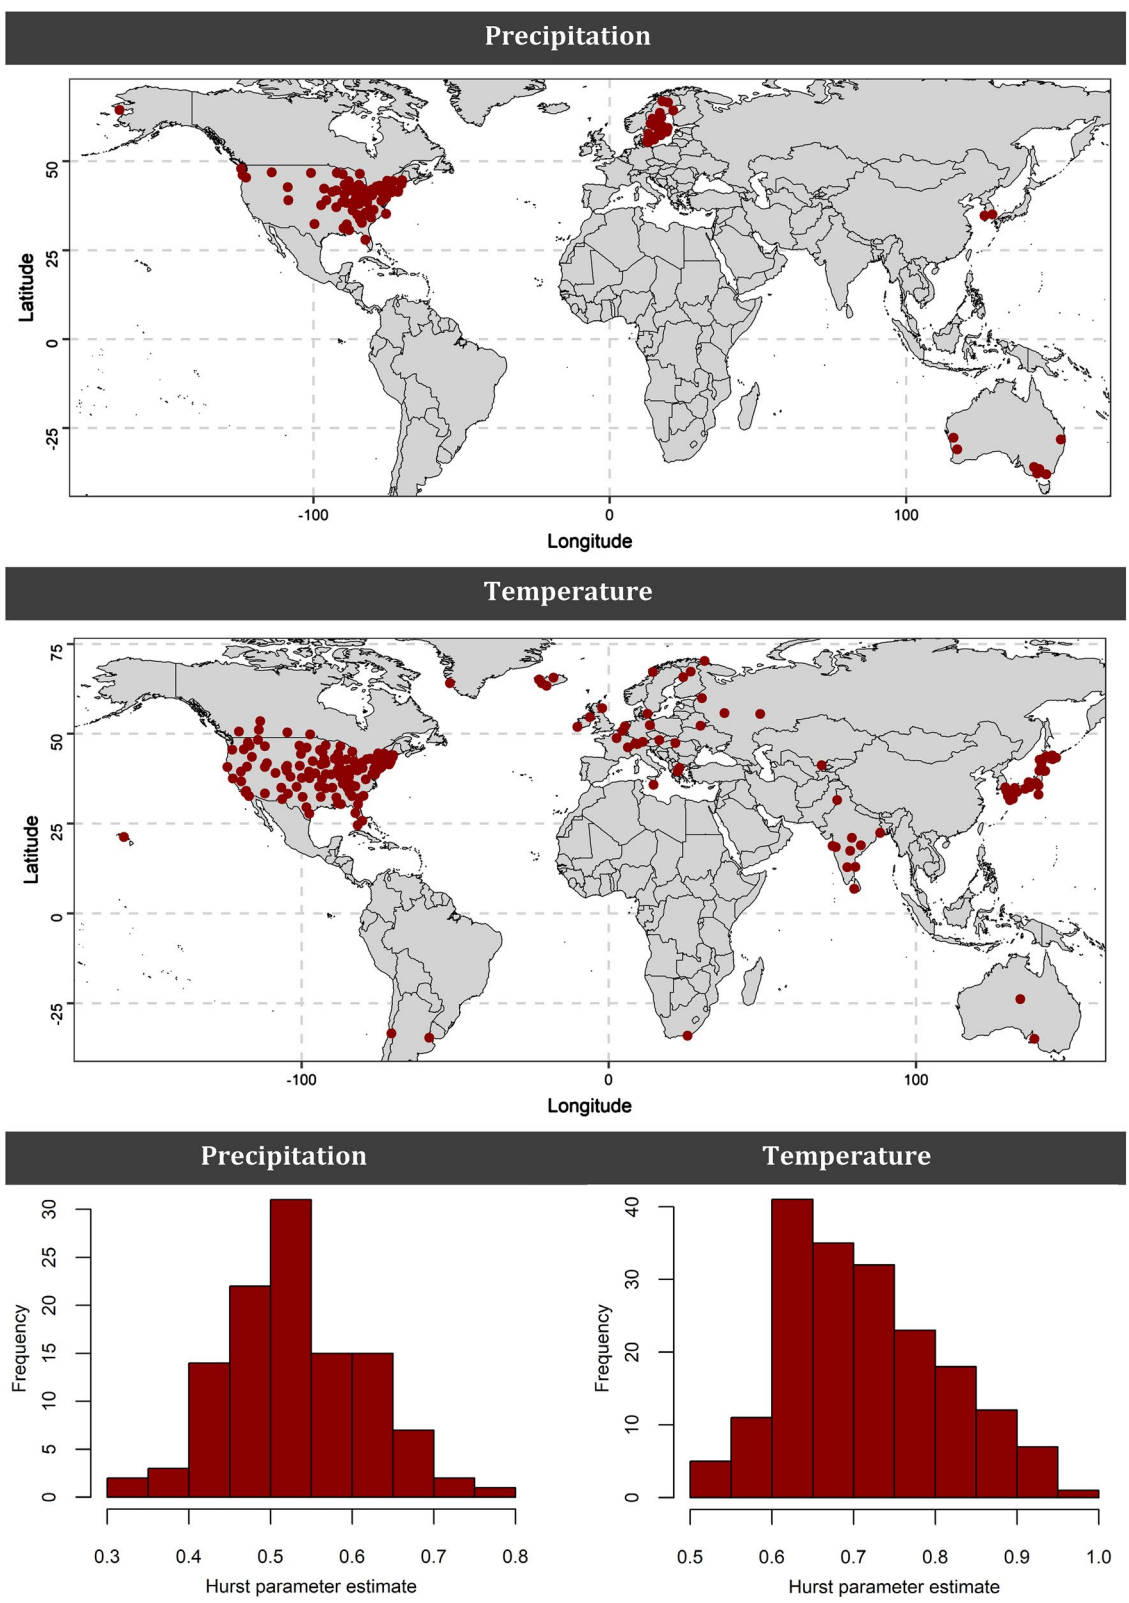 Precipitation
50
25
0
-25
Latitude
-100 0 100
Longitude
Temperature
75
50
25
0
-25
Latitude
-100 0 100
Longitude
Precipitation Temperature
30
25
20
15
10
5
0
Frequency
0.3 0.4 0.5 0.6 0.7 0.8
Hurst parameter estimate
40
30
20
10
0
Frequency
0.5 0.6 0.7 0.8 0.9 1.0
Hurst parameter estimate